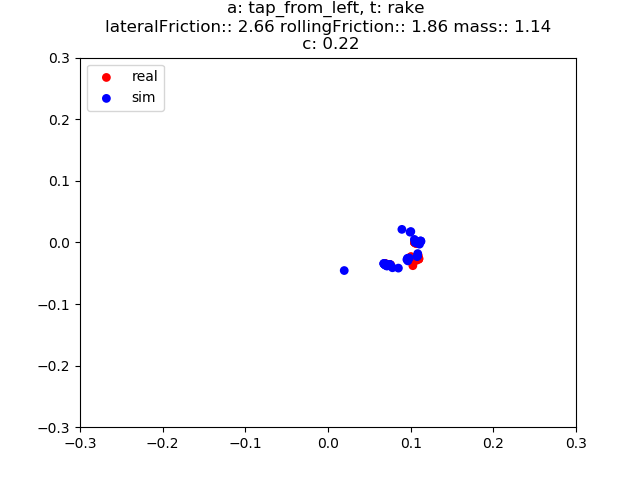 a: tap_from_left, t: rake
lateralFriction:: 2.66 rollingFriction:: 1.86 mass:: 1.14
c: 0.22
real
sim
0.3
0.2
0.1
0.0
−0.1
−0.2
−0.3
−0.3 −0.2 −0.1 0.0 0.1 0.2 0.3